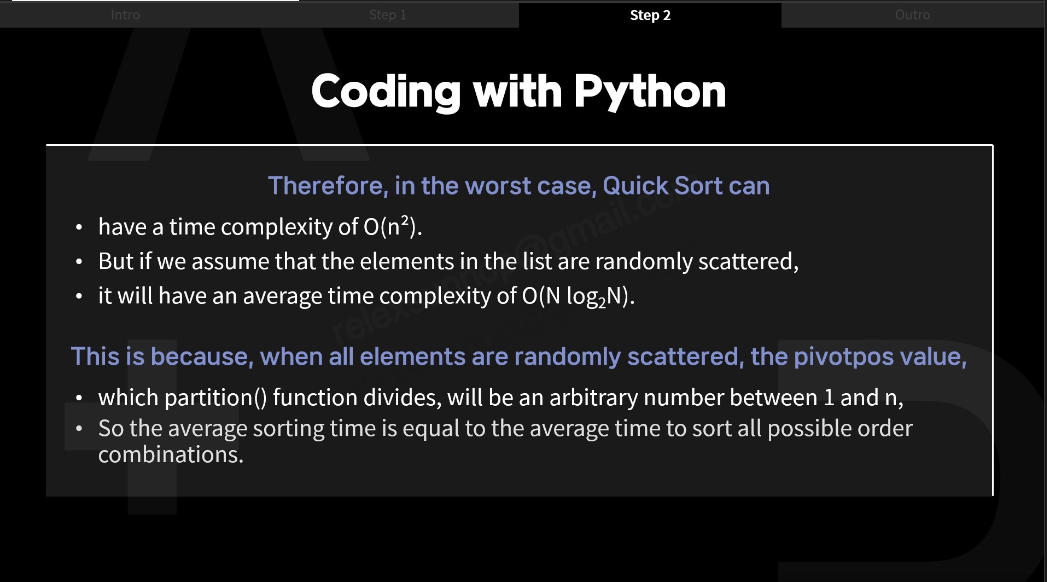 Intro
Step 1
Step 2
Outro
Coding with Python
Therefore, in the worst case, Quick Sort can
• have a time complexity of O(n²).
• But if we assume that the elements in the list are randomly scattered,
• it will have an average time complexity of O(N log₂N).
This is because, when all elements are randomly scattered, the pivotpos value,
• which partition() function divides, will be an arbitrary number between 1 and n,
• So the average sorting time is equal to the average time to sort all possible order
combinations.